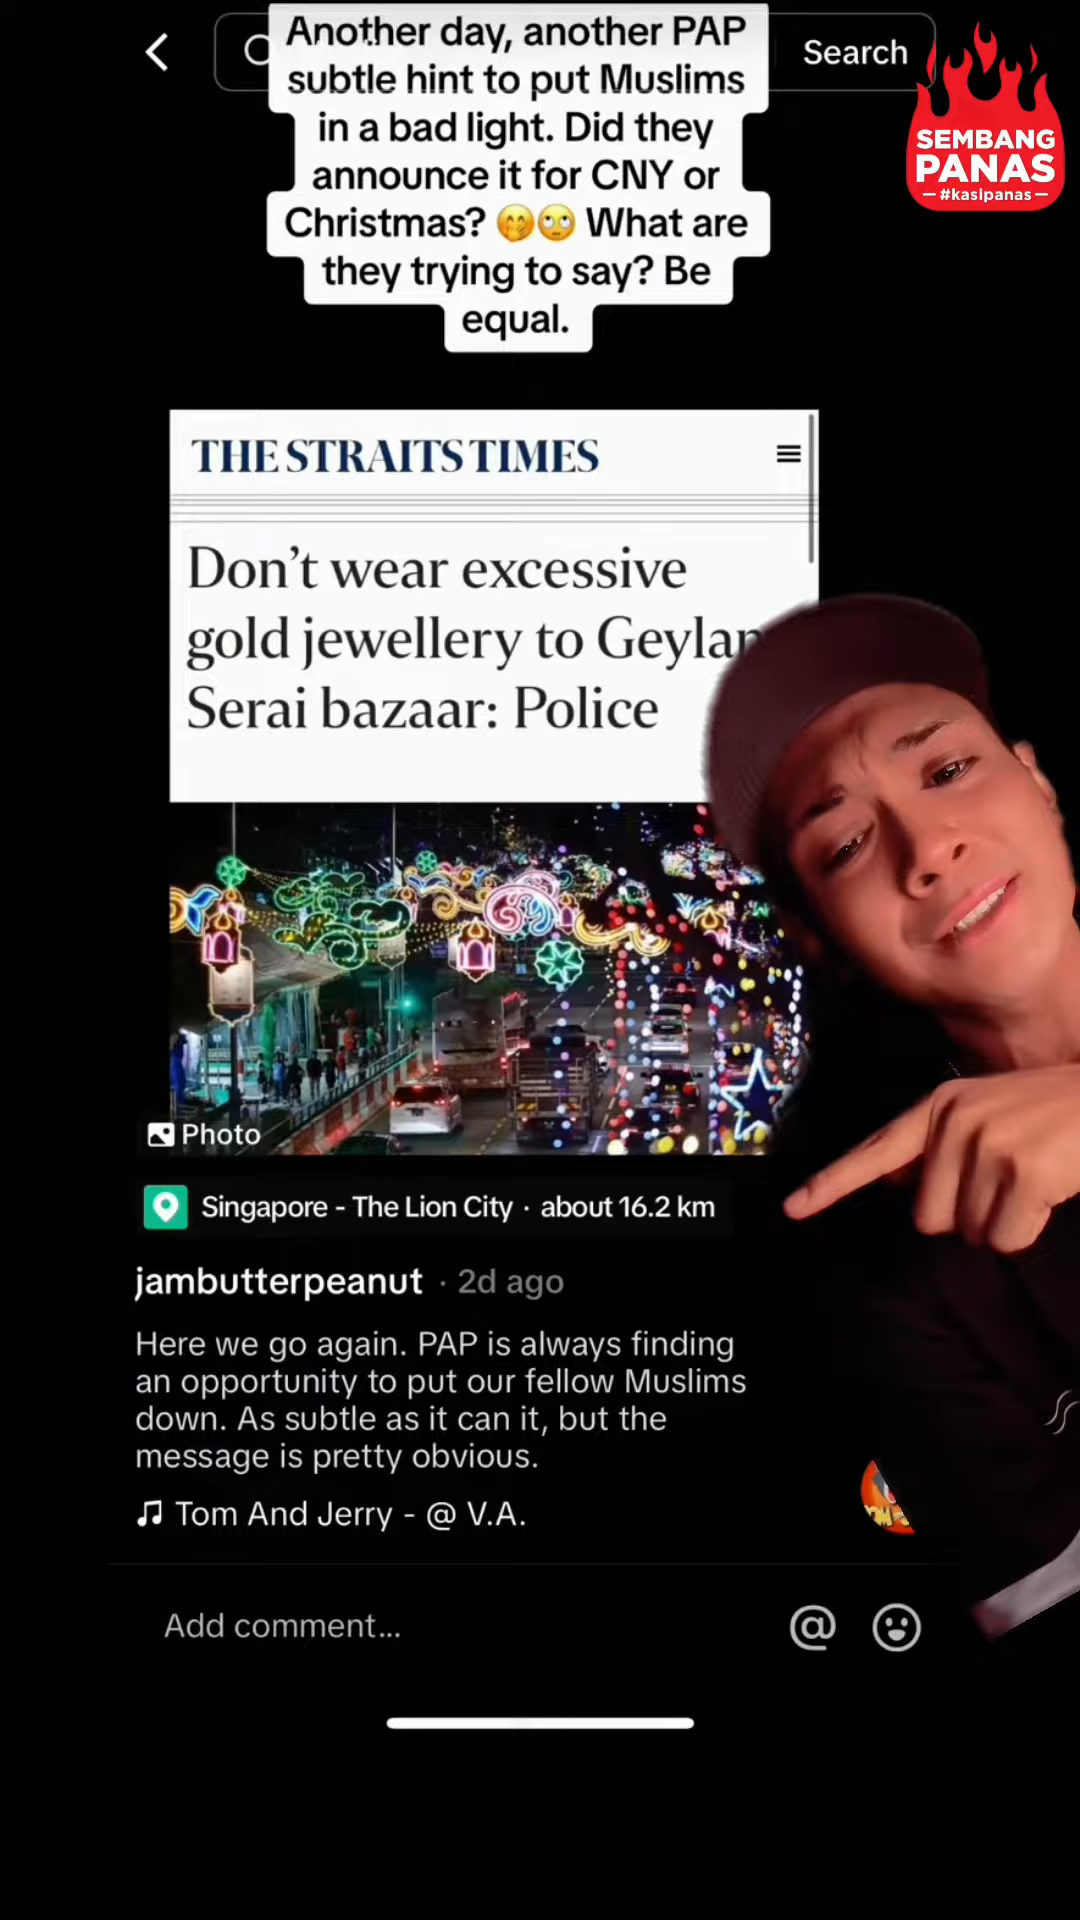 Another day, another PAP
subtle hint to put Muslims
in a bad light. Did they
announce it for CNY or
Christmas? 🤭🙄 What are
they trying to say? Be
equal.
Search
SEMBANG
PANAS
— #kasipanas —
THE STRAITS TIMES
Don't wear excessive
gold jewellery to Geylan
Serai bazaar: Police
Photo
Singapore - The Lion City · about 16.2 km
jambutterpeanut · 2d ago
Here we go again. PAP is always finding
an opportunity to put our fellow Muslims
down. As subtle as it can it, but the
message is pretty obvious.
Tom And Jerry - @ V.A.
Add comment...
@